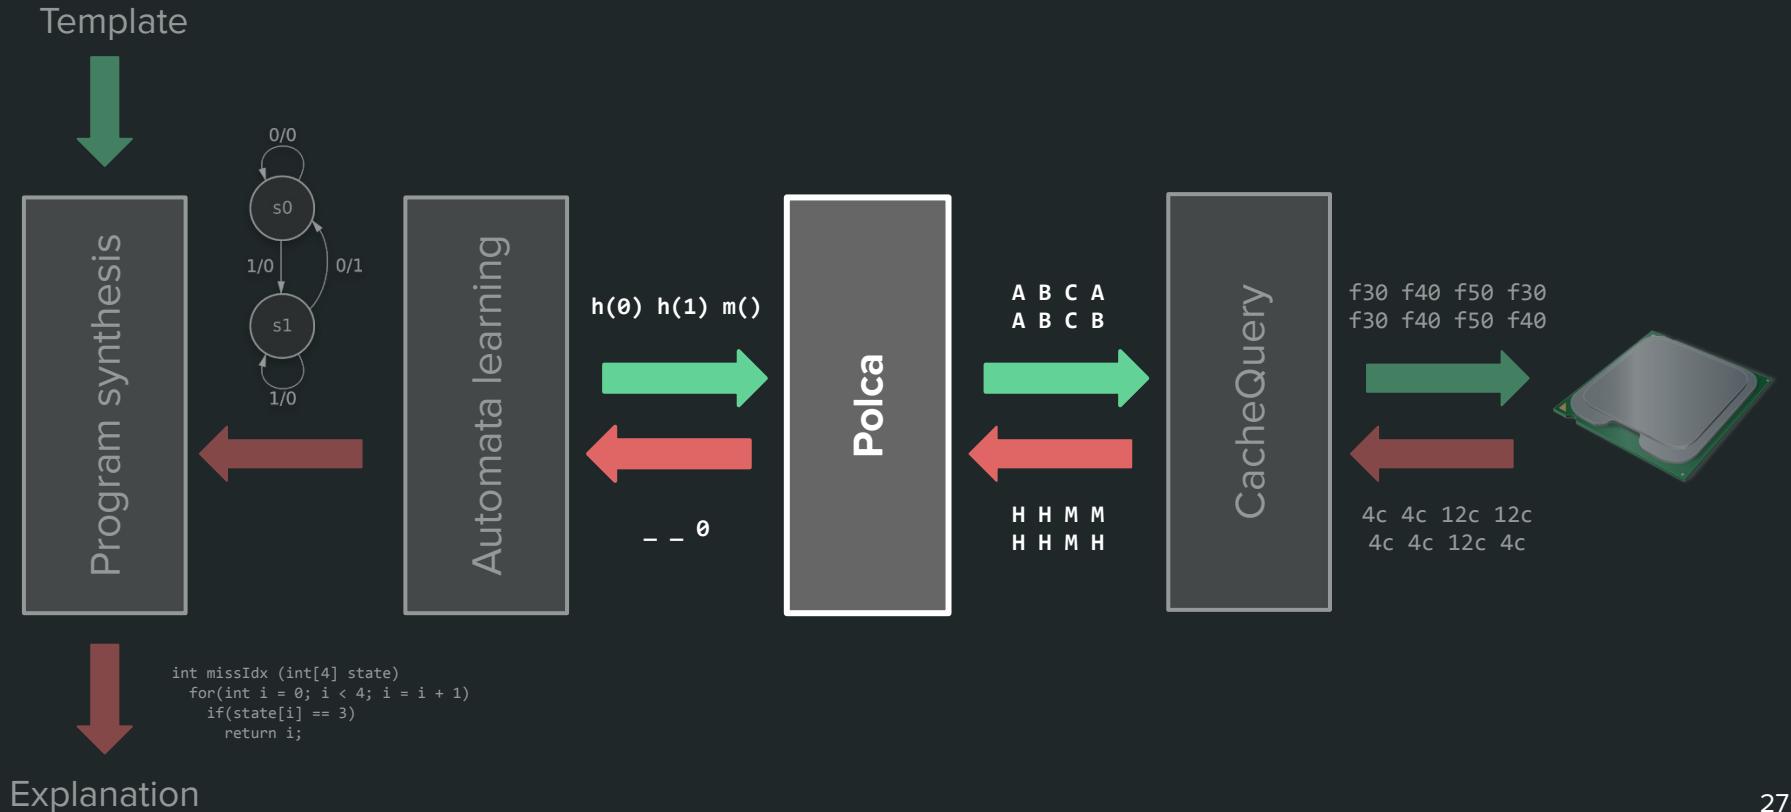 Template
Program synthesis
0/0
s0
1/0
0/1
s1
1/0
Automata learning
h(0) h(1) m()
_ _ 0
Polca
A B C A
A B C B
H H M M
H H M H
CacheQuery
f30 f40 f50 f30
f30 f40 f50 f40
4c 4c 12c 12c
4c 4c 12c 4c
int missIdx (int[4] state)
  for(int i = 0; i < 4; i = i + 1)
    if(state[i] == 3)
      return i;
Explanation
27